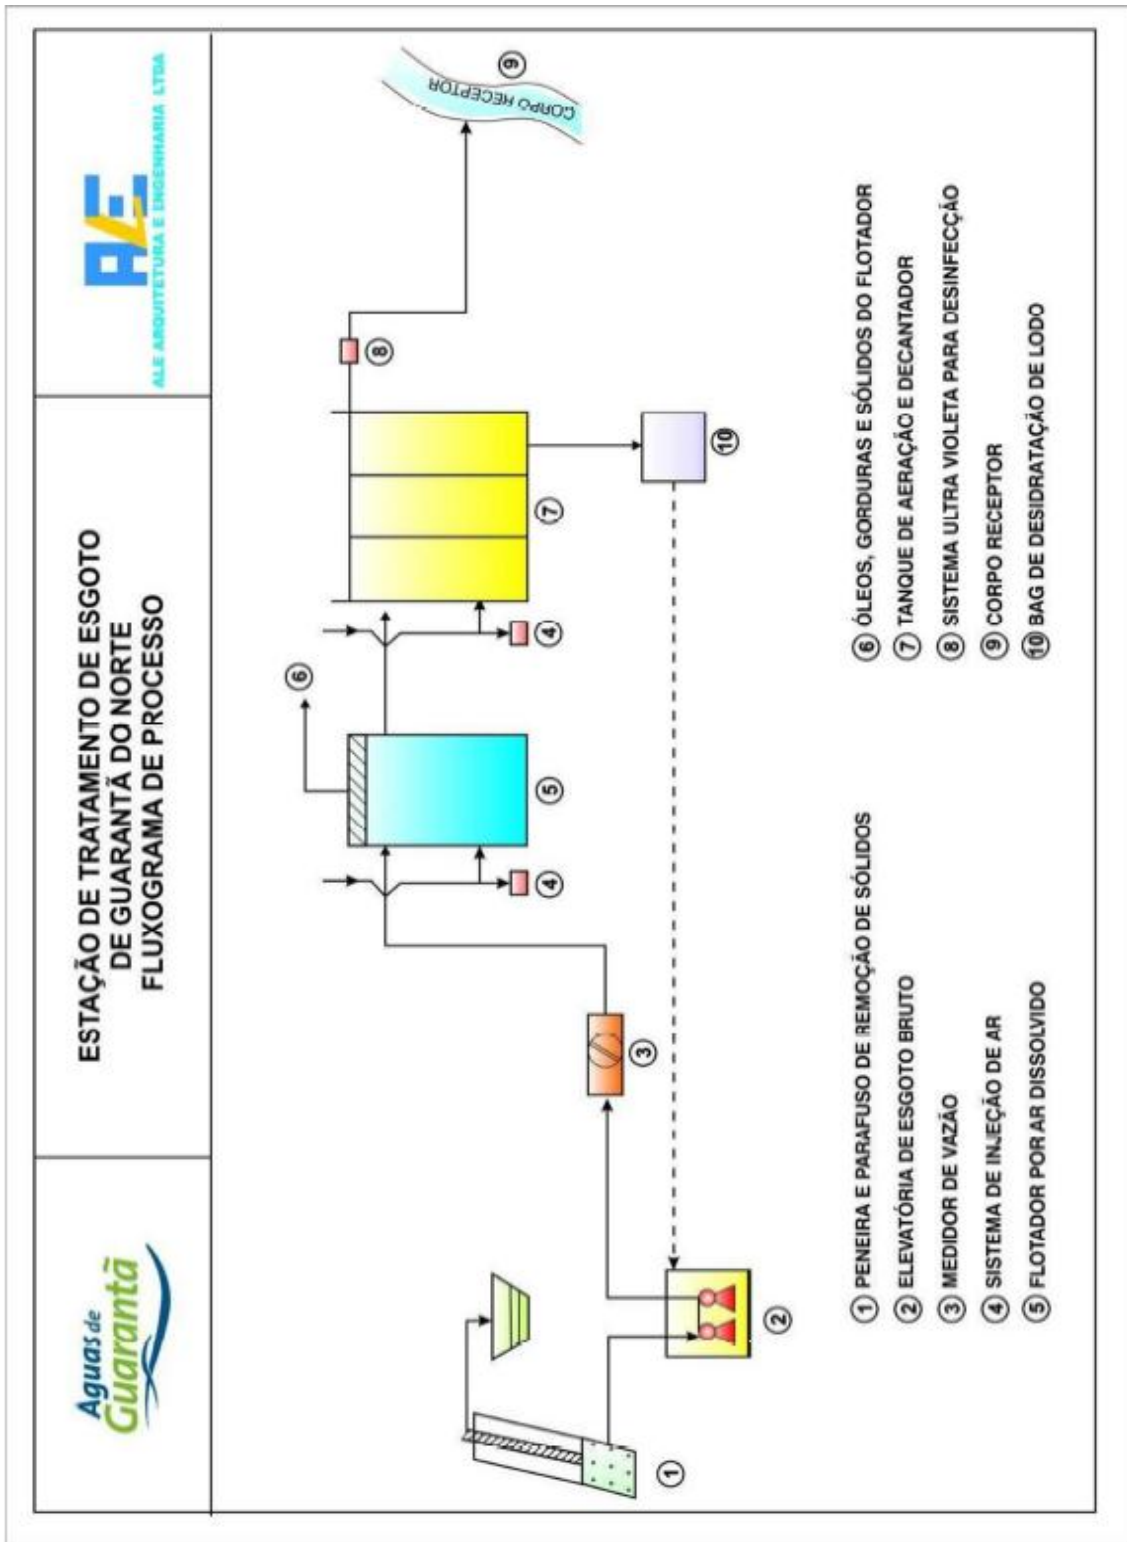 Aguas de
Guarantã
ESTAÇÃO DE TRATAMENTO DE ESGOTO
DE GUARANTÃ DO NORTE
FLUXOGRAMA DE PROCESSO
ALE
ALE ARQUITETURA E ENGENHARIA LTDA
1
2
3
4
5
6
4
7
8
10
9
CORPO RECEPTOR
1 PENEIRA E PARAFUSO DE REMOÇÃO DE SÓLIDOS
2 ELEVATÓRIA DE ESGOTO BRUTO
3 MEDIDOR DE VAZÃO
4 SISTEMA DE INJEÇÃO DE AR
5 FLOTADOR POR AR DISSOLVIDO
6 ÓLEOS, GORDURAS E SÓLIDOS DO FLOTADOR
7 TANQUE DE AERAÇÃO E DECANTADOR
8 SISTEMA ULTRA VIOLETA PARA DESINFECÇÃO
9 CORPO RECEPTOR
10 BAG DE DESIDRATAÇÃO DE LODO